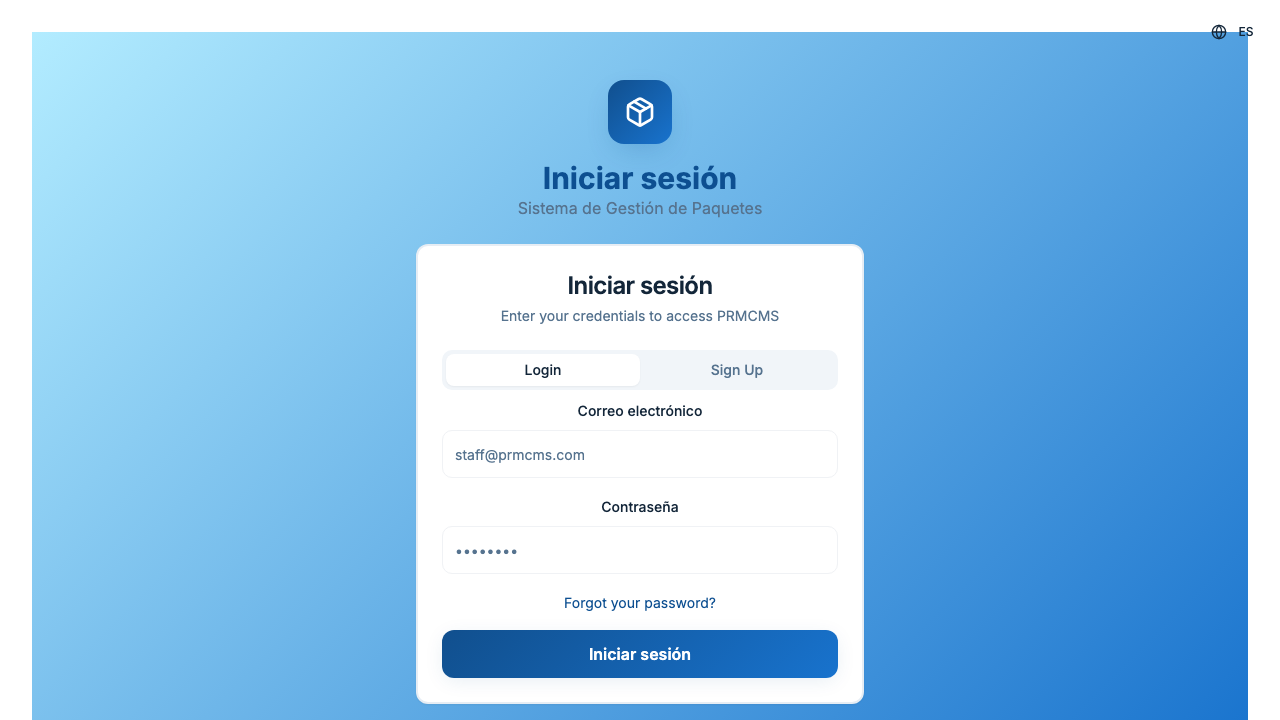 ES
Iniciar sesión
Sistema de Gestión de Paquetes
Iniciar sesión
Enter your credentials to access PRMCMS
Login
Sign Up
Correo electrónico
staff@prmcms.com
Contraseña
••••••••
Forgot your password?
Iniciar sesión